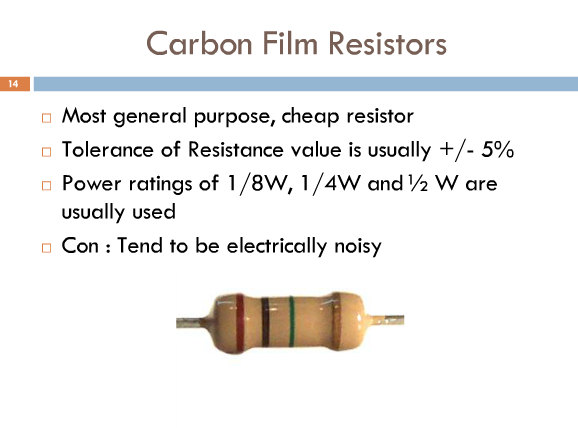 Carbon Film Resistors
14
Most general purpose, cheap resistor
Tolerance of Resistance value is usually +/- 5%
Power ratings of 1/8W, 1/4W and ½ W are
usually used
Con : Tend to be electrically noisy